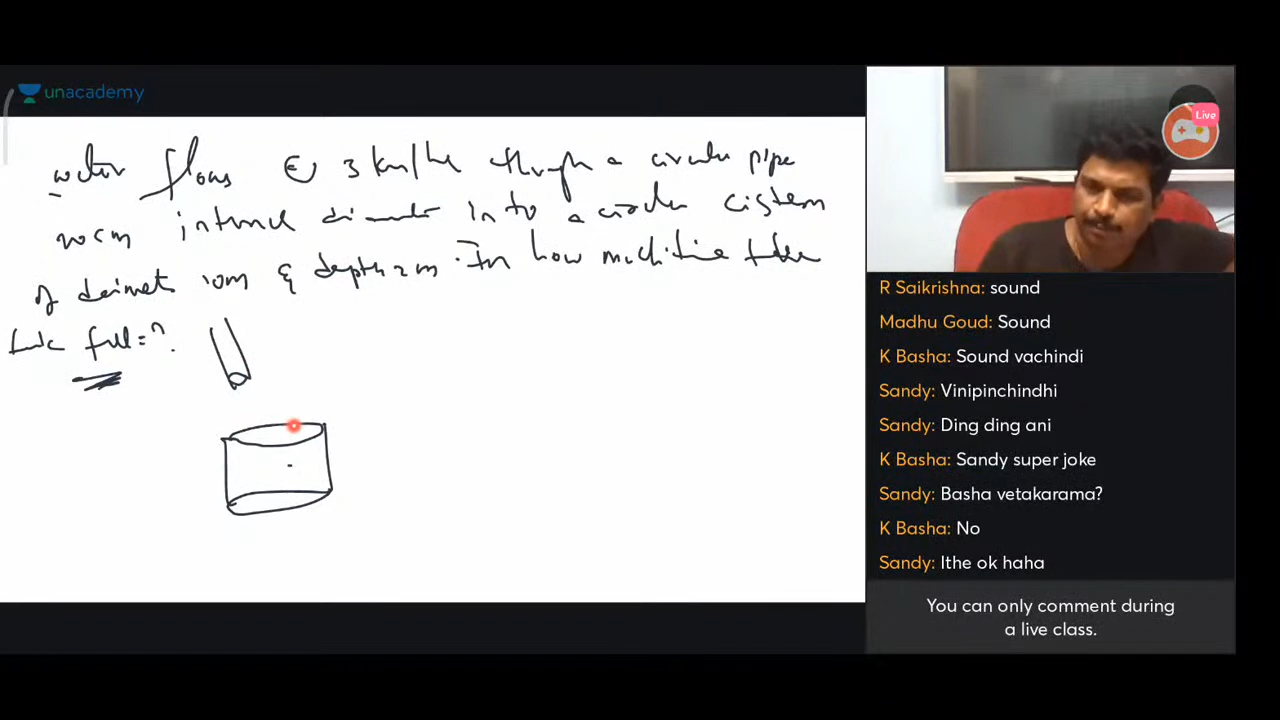 unacademy
water flows @ 3 km/hr through a circular pipe
20cm internal diameter into a circular cistern
of diameter 10m & depth 2m. In how much time
tank full = ?
Live
R Saikrishna: sound
Madhu Goud: Sound
K Basha: Sound vachindi
Sandy: Vinipinchindhi
Sandy: Ding ding ani
K Basha: Sandy super joke
Sandy: Basha vetakarama?
K Basha: No
Sandy: Ithe ok haha
You can only comment during
a live class.